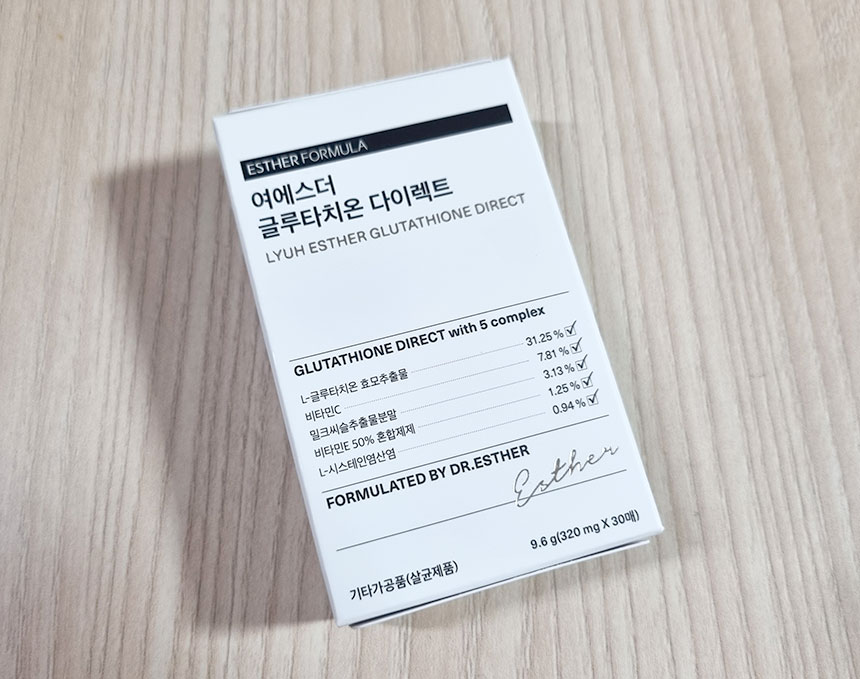 ESTHER FORMULA
여에스더
글루타치온 다이렉트
LYUH ESTHER GLUTATHIONE DIRECT
GLUTATHIONE DIRECT with 5 complex
L-글루타치온 효모추출물 31.25 %
비타민C 7.81 %
밀크씨슬추출물분말 3.13 %
비타민E 50% 혼합제제 1.25 %
L-시스테인염산염 0.94 %
FORMULATED BY DR.ESTHER
Esther
9.6 g(320 mg X 30매)
기타가공품(살균제품)